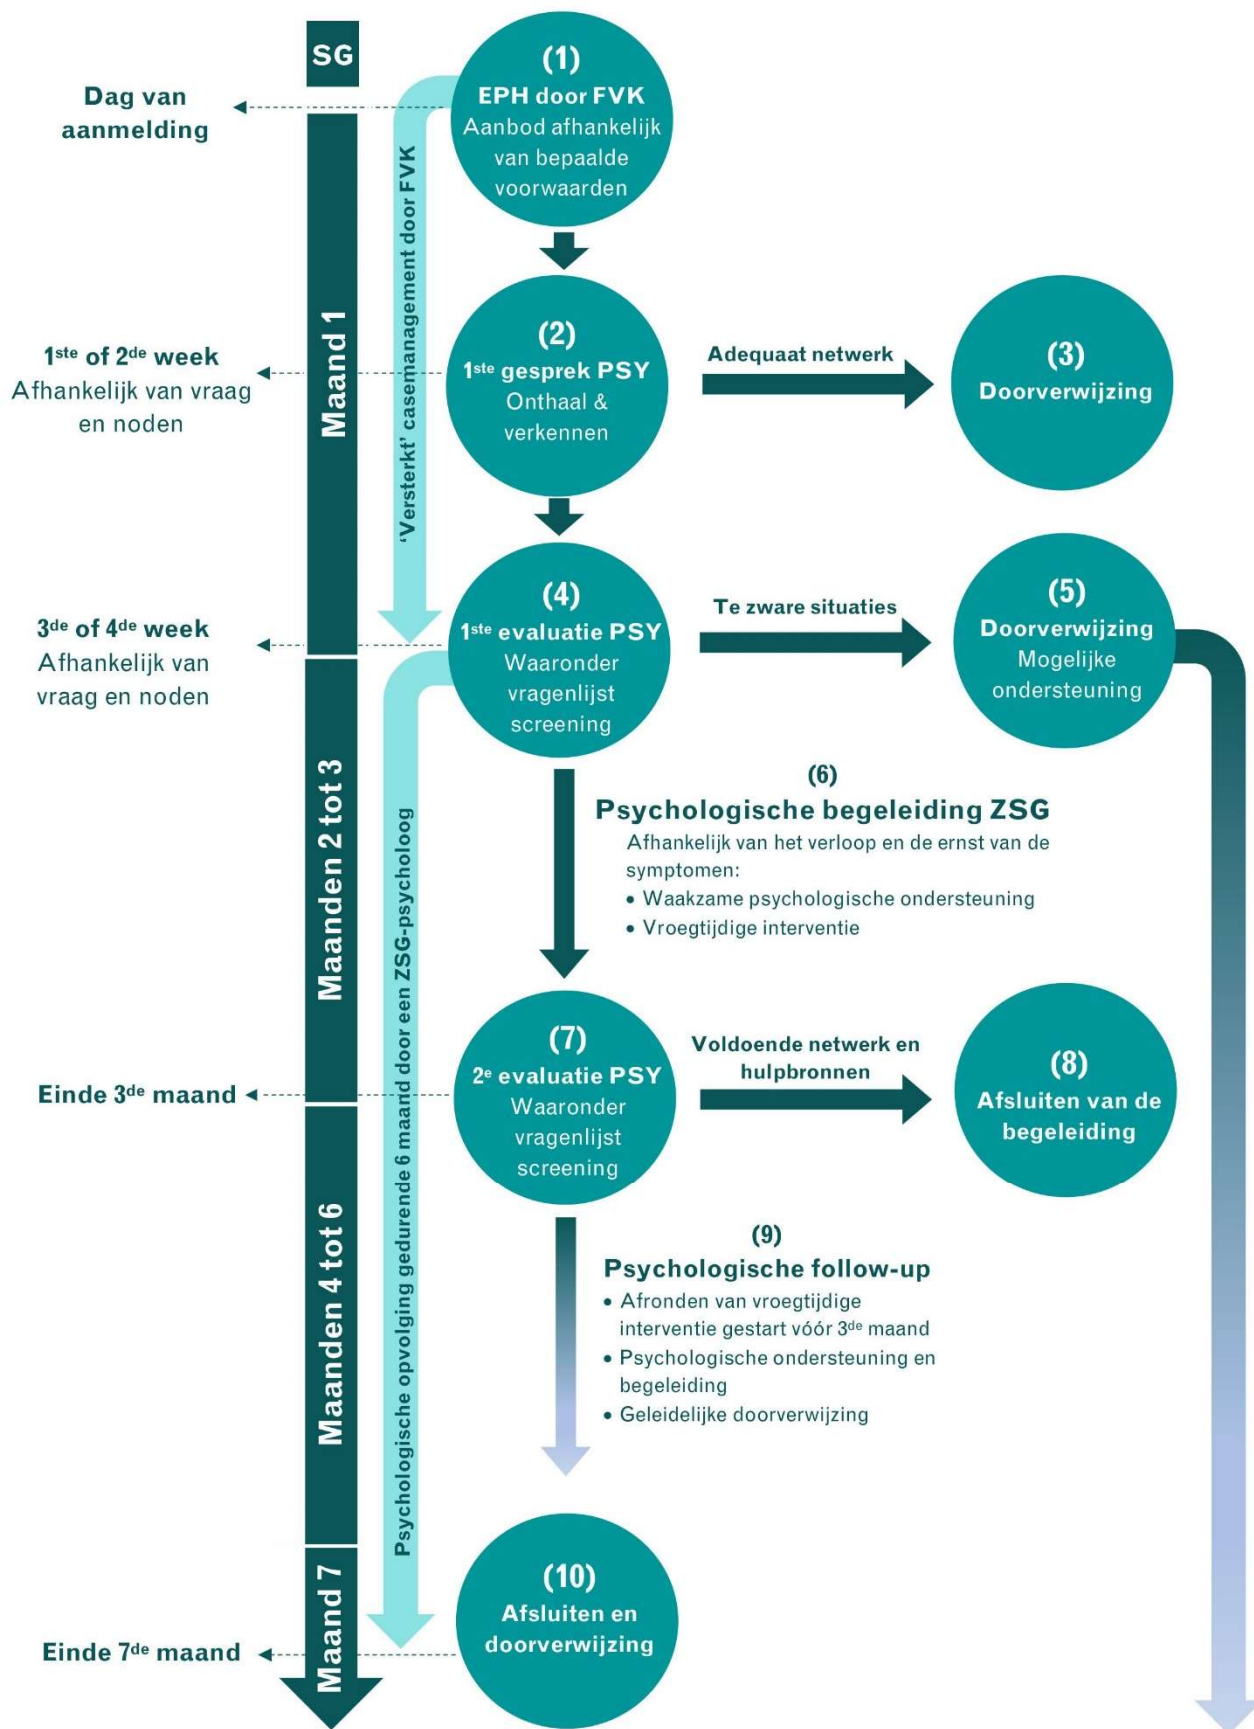 SG
(1)
EPH door FVK
Aanbod afhankelijk
van bepaalde
voorwaarden
Dag van
aanmelding
'Versterkt' casemanagement door FVK
Maand 1
(2)
1ste gesprek PSY
Onthaal &
verkennen
1ste of 2de week
Afhankelijk van vraag
en noden
Adequaat netwerk
(3)
Doorverwijzing
(4)
1ste evaluatie PSY
Waaronder
vragenlijst
screening
3de of 4de week
Afhankelijk van
vraag en noden
Te zware situaties
(5)
Doorverwijzing
Mogelijke
ondersteuning
Maanden 2 tot 3
Psychologische opvolging gedurende 6 maand door een ZSG-psycholoog
(6)
Psychologische begeleiding ZSG
Afhankelijk van het verloop en de ernst van de
symptomen:
• Waakzame psychologische ondersteuning
• Vroegtijdige interventie
(7)
2e evaluatie PSY
Waaronder
vragenlijst
screening
Einde 3de maand
Voldoende netwerk en
hulpbronnen
(8)
Afsluiten van de
begeleiding
Maanden 4 tot 6
(9)
Psychologische follow-up
• Afronden van vroegtijdige
interventie gestart vóór 3de maand
• Psychologische ondersteuning en
begeleiding
• Geleidelijke doorverwijzing
(10)
Afsluiten en
doorverwijzing
Maand 7
Einde 7de maand